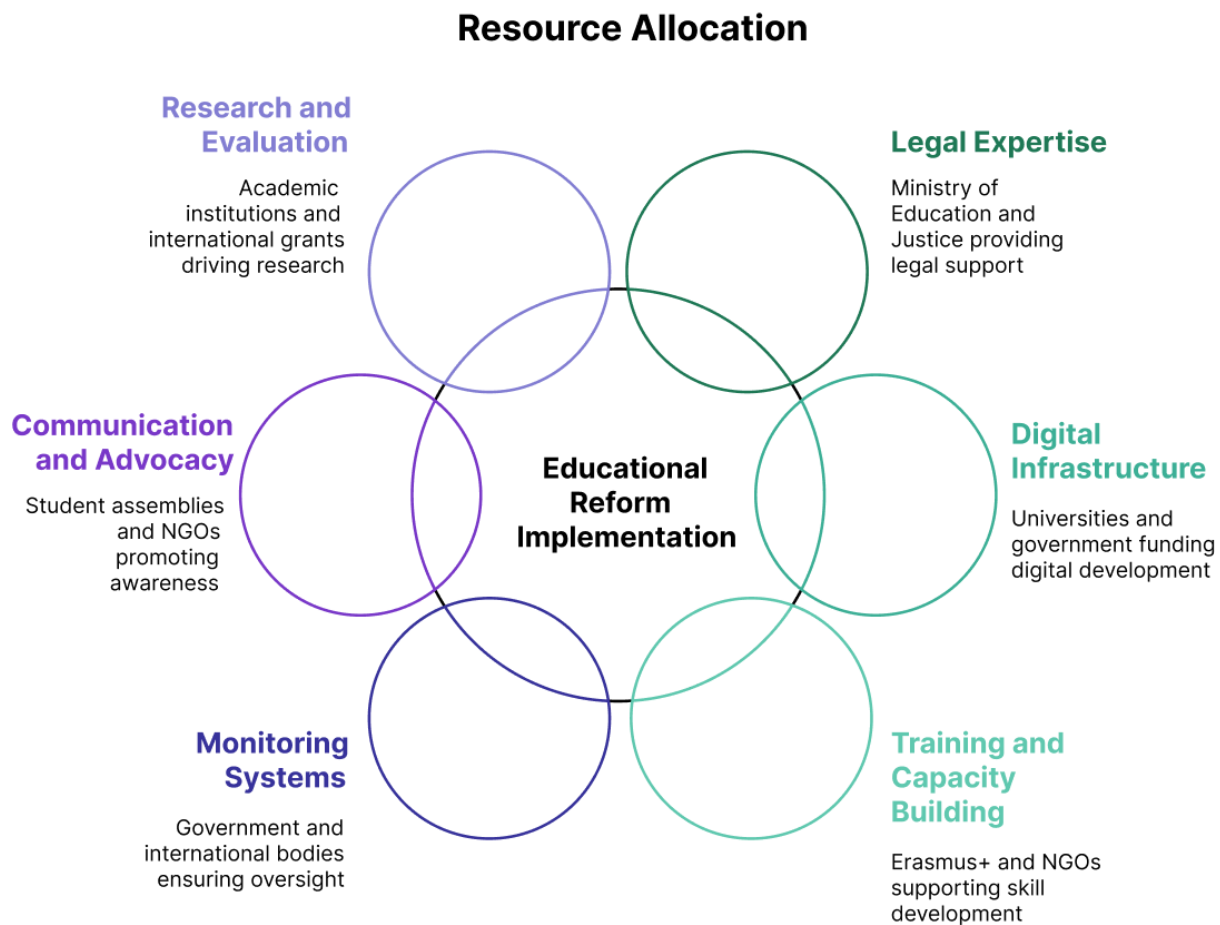 Resource Allocation
Research and
Evaluation
Academic
institutions and
international grants
driving research
Legal Expertise
Ministry of
Education and
Justice providing
legal support
Communication
and Advocacy
Student assemblies
and NGOs
promoting
awareness
Educational
Reform
Implementation
Digital
Infrastructure
Universities and
government funding
digital development
Monitoring
Systems
Government and
international bodies
ensuring oversight
Training and
Capacity
Building
Erasmus+ and NGOs
supporting skill
development